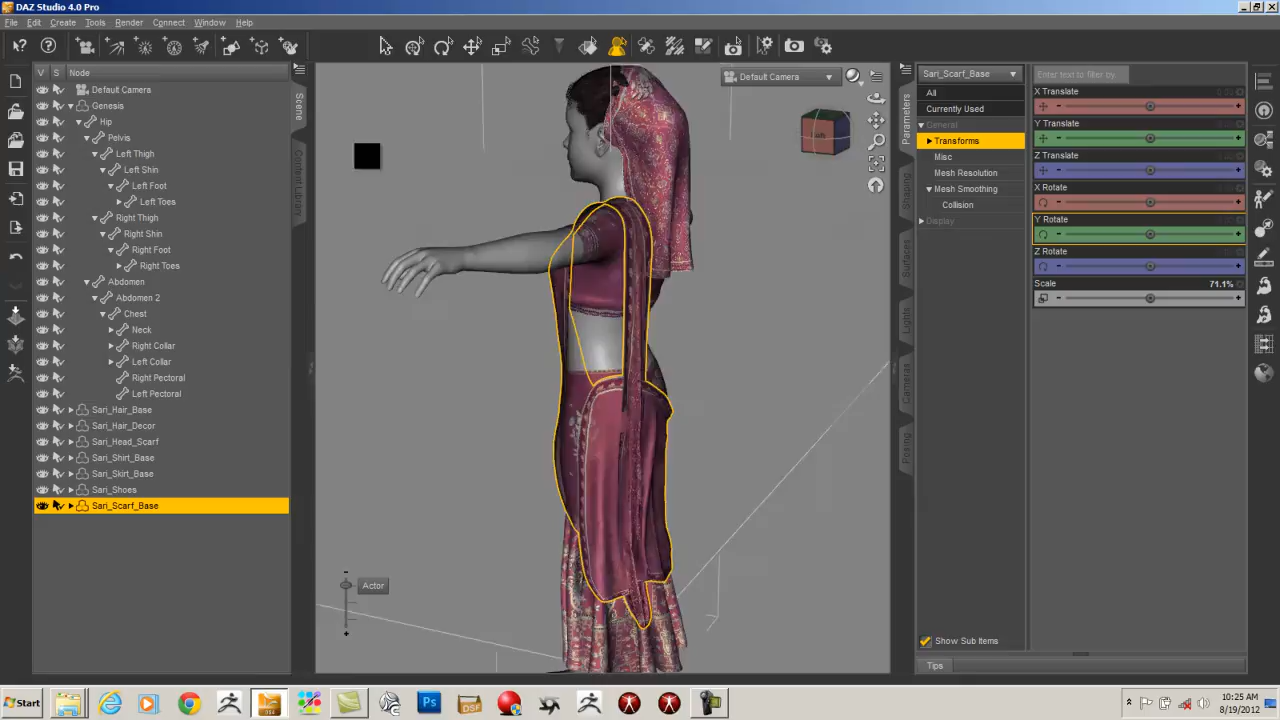 DAZ Studio 4.0 Pro
File Edit Create Tools Render Connect Window Help
V S Node
Default Camera
Genesis
Hip
Pelvis
Left Thigh
Left Shin
Left Foot
Left Toes
Right Thigh
Right Shin
Right Foot
Right Toes
Abdomen
Abdomen 2
Chest
Neck
Right Collar
Left Collar
Right Pectoral
Left Pectoral
Sari_Hair_Base
Sari_Hair_Decor
Sari_Head_Scarf
Sari_Shirt_Base
Sari_Skirt_Base
Sari_Shoes
Sari_Scarf_Base
Scene
Content Library
Default Camera
Actor
Parameters
Shaping
Surfaces
Lights
Cameras
Posing
Sari_Scarf_Base
All
Currently Used
General
Transforms
Misc
Mesh Resolution
Mesh Smoothing
Collision
Display
Show Sub Items
Tips
Enter text to filter by
X Translate
Y Translate
Z Translate
X Rotate
Y Rotate
Z Rotate
Scale 71.1%
Start
Ps
DSF
10:25 AM
8/19/2012